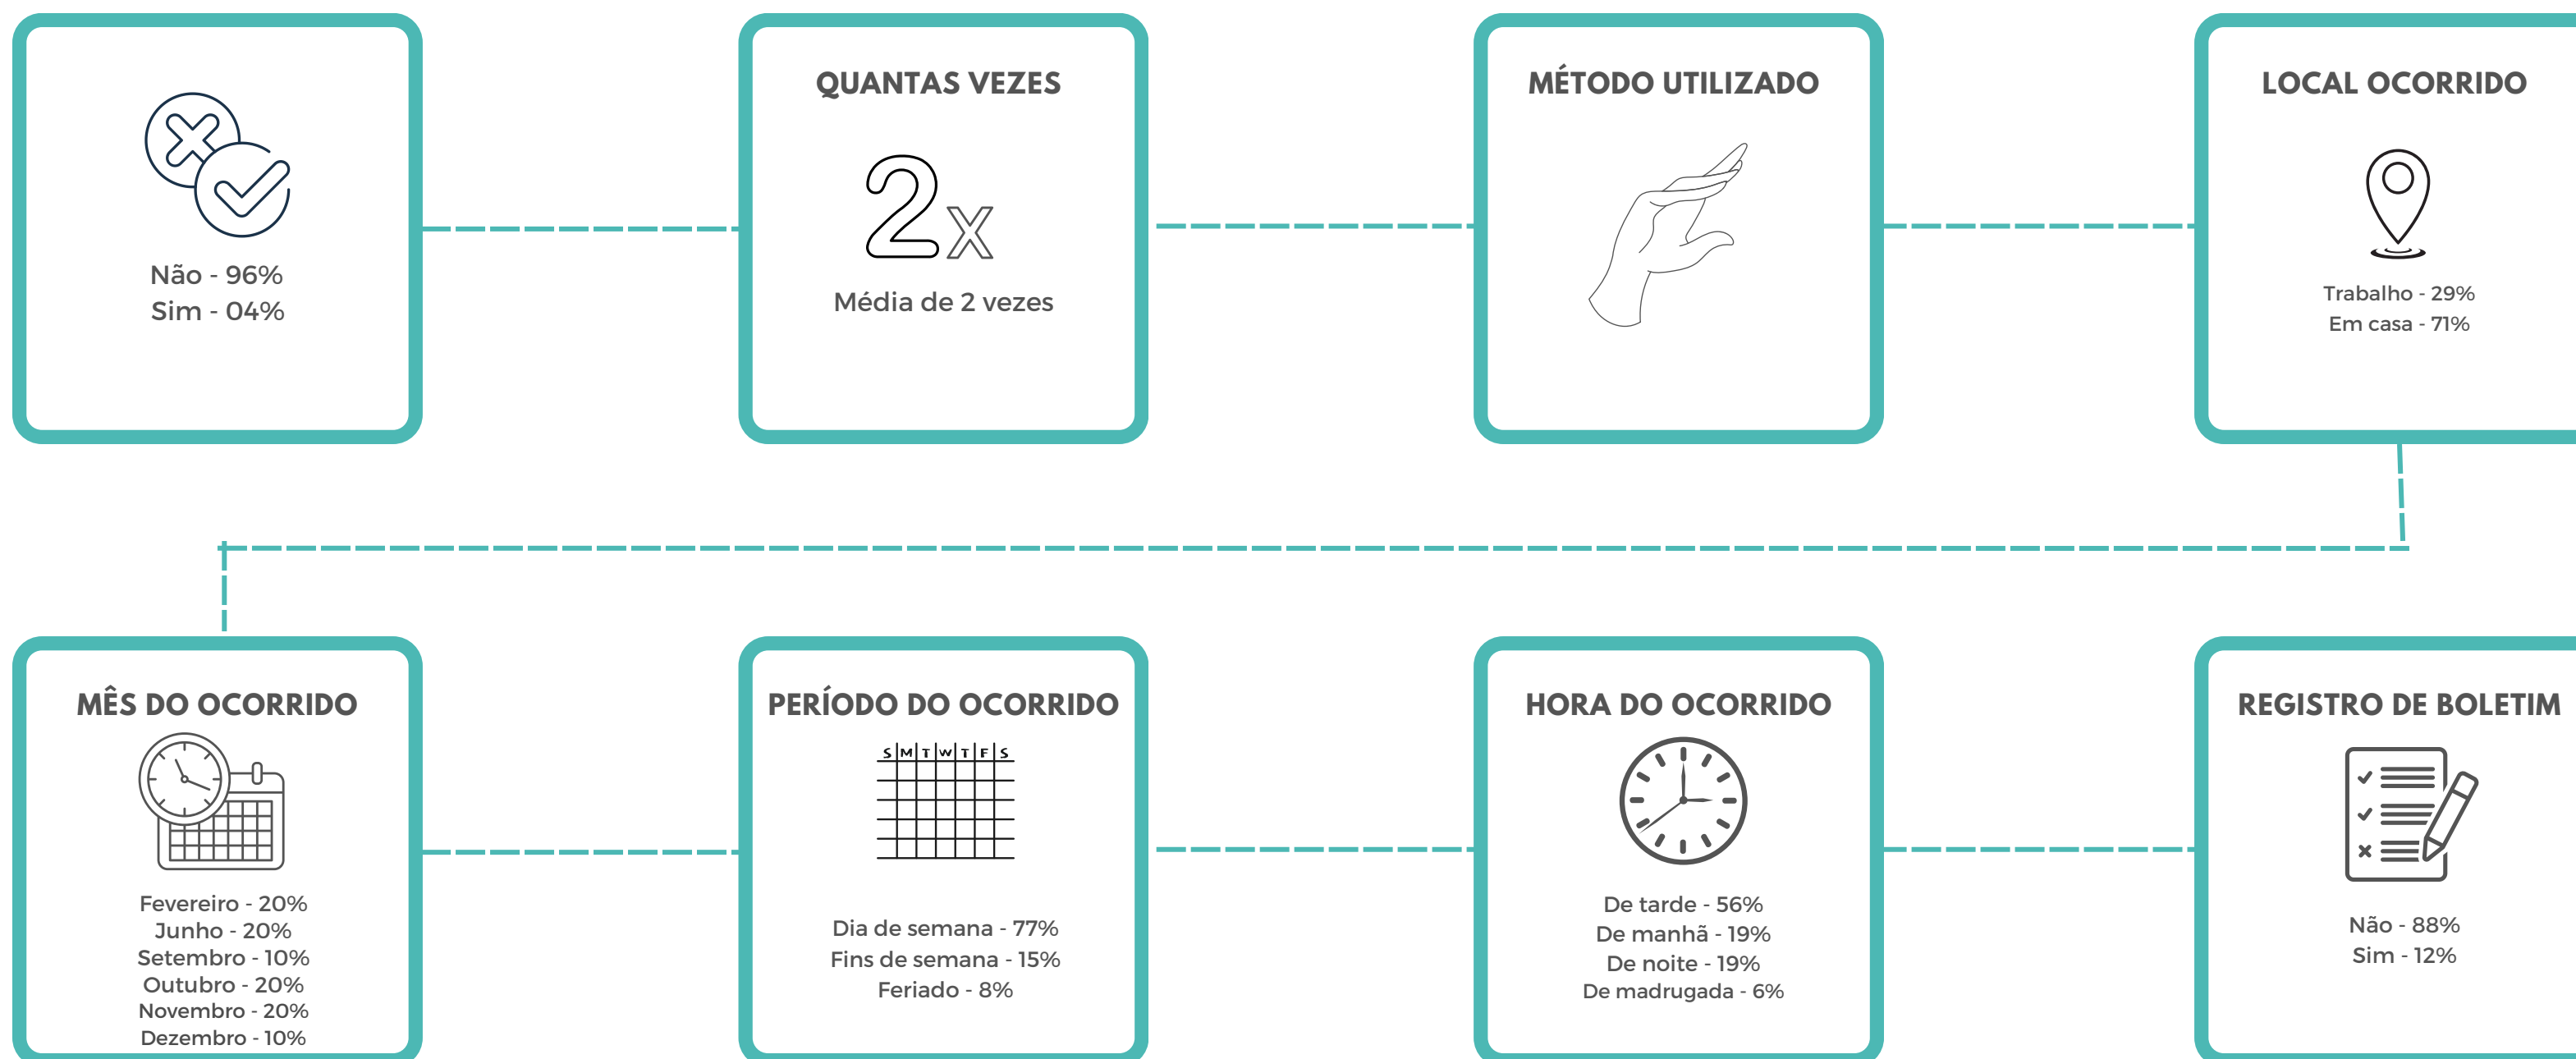 Não - 96%
Sim - 04%
QUANTAS VEZES
2x
Média de 2 vezes
MÉTODO UTILIZADO
LOCAL OCORRIDO
Trabalho - 29%
Em casa - 71%
MÊS DO OCORRIDO
Fevereiro - 20%
Junho - 20%
Setembro - 10%
Outubro - 20%
Novembro - 20%
Dezembro - 10%
PERÍODO DO OCORRIDO
S M T W T F S
Dia de semana - 77%
Fins de semana - 15%
Feriado - 8%
HORA DO OCORRIDO
De tarde - 56%
De manhã - 19%
De noite - 19%
De madrugada - 6%
REGISTRO DE BOLETIM
Não - 88%
Sim - 12%